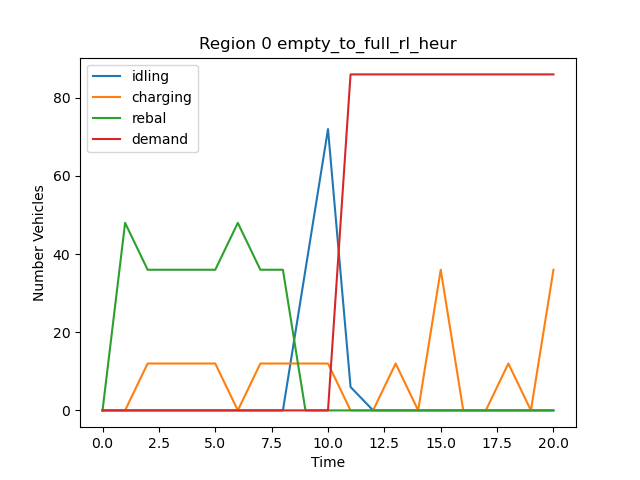 Region 0 empty_to_full_rl_heur
idling
charging
rebal
demand
Number Vehicles
80
60
40
20
0
0.0 2.5 5.0 7.5 10.0 12.5 15.0 17.5 20.0
Time